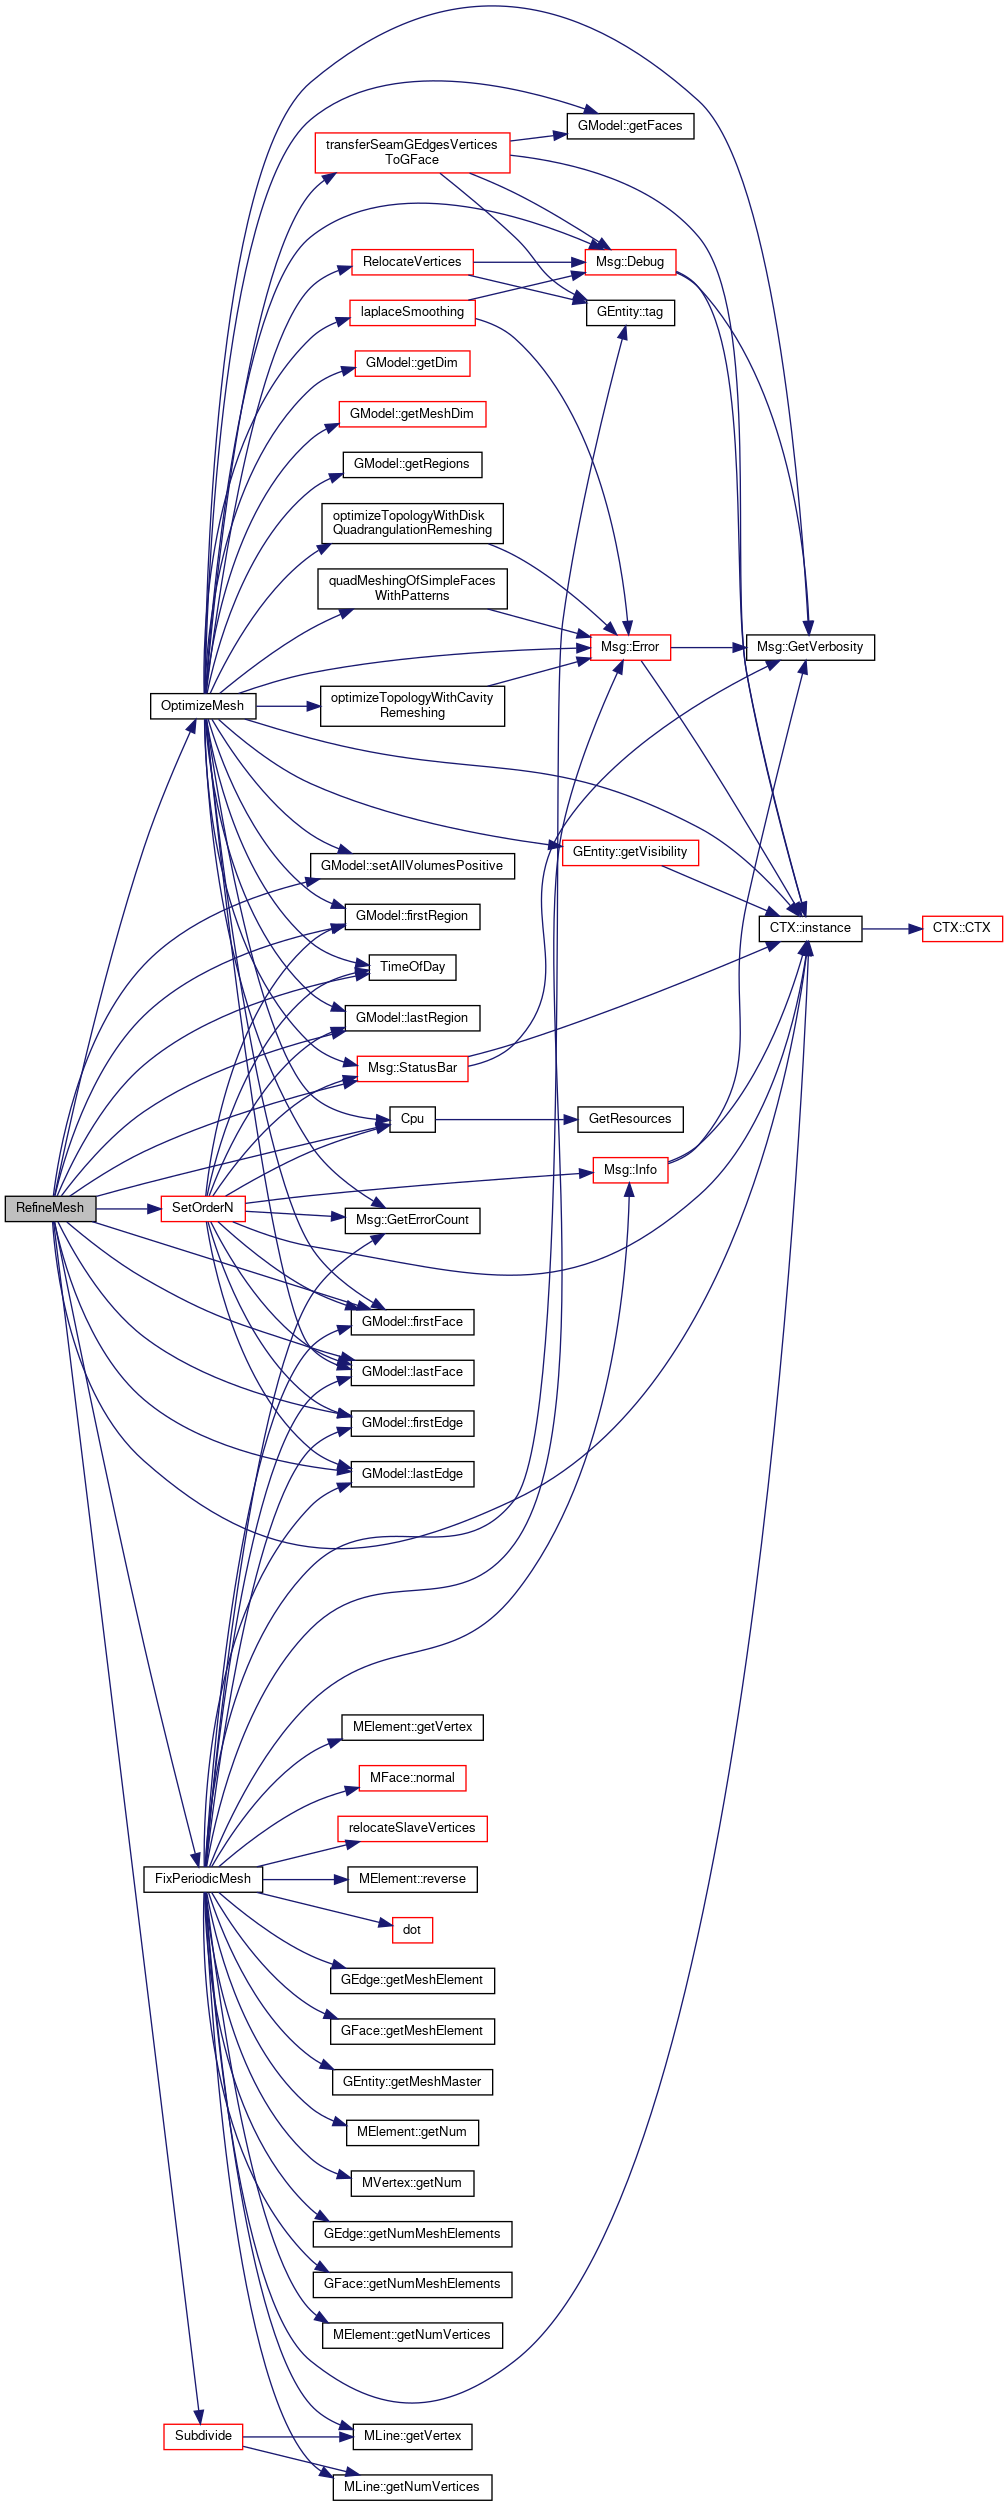 GModel::getFaces
transferSeamGEdgesVertices
ToGFace
RelocateVertices
Msg::Debug
laplaceSmoothing
GEntity::tag
GModel::getDim
GModel::getMeshDim
GModel::getRegions
optimizeTopologyWithDisk
QuadrangulationRemeshing
quadMeshingOfSimpleFaces
WithPatterns
Msg::Error
Msg::GetVerbosity
OptimizeMesh
optimizeTopologyWithCavity
Remeshing
GEntity::getVisibility
GModel::setAllVolumesPositive
GModel::firstRegion
CTX::instance
CTX::CTX
TimeOfDay
GModel::lastRegion
Msg::StatusBar
Cpu
GetResources
Msg::Info
RefineMesh
SetOrderN
Msg::GetErrorCount
GModel::firstFace
GModel::lastFace
GModel::firstEdge
GModel::lastEdge
MElement::getVertex
MFace::normal
relocateSlaveVertices
FixPeriodicMesh
MElement::reverse
dot
GEdge::getMeshElement
GFace::getMeshElement
GEntity::getMeshMaster
MElement::getNum
MVertex::getNum
GEdge::getNumMeshElements
GFace::getNumMeshElements
MElement::getNumVertices
Subdivide
MLine::getVertex
MLine::getNumVertices